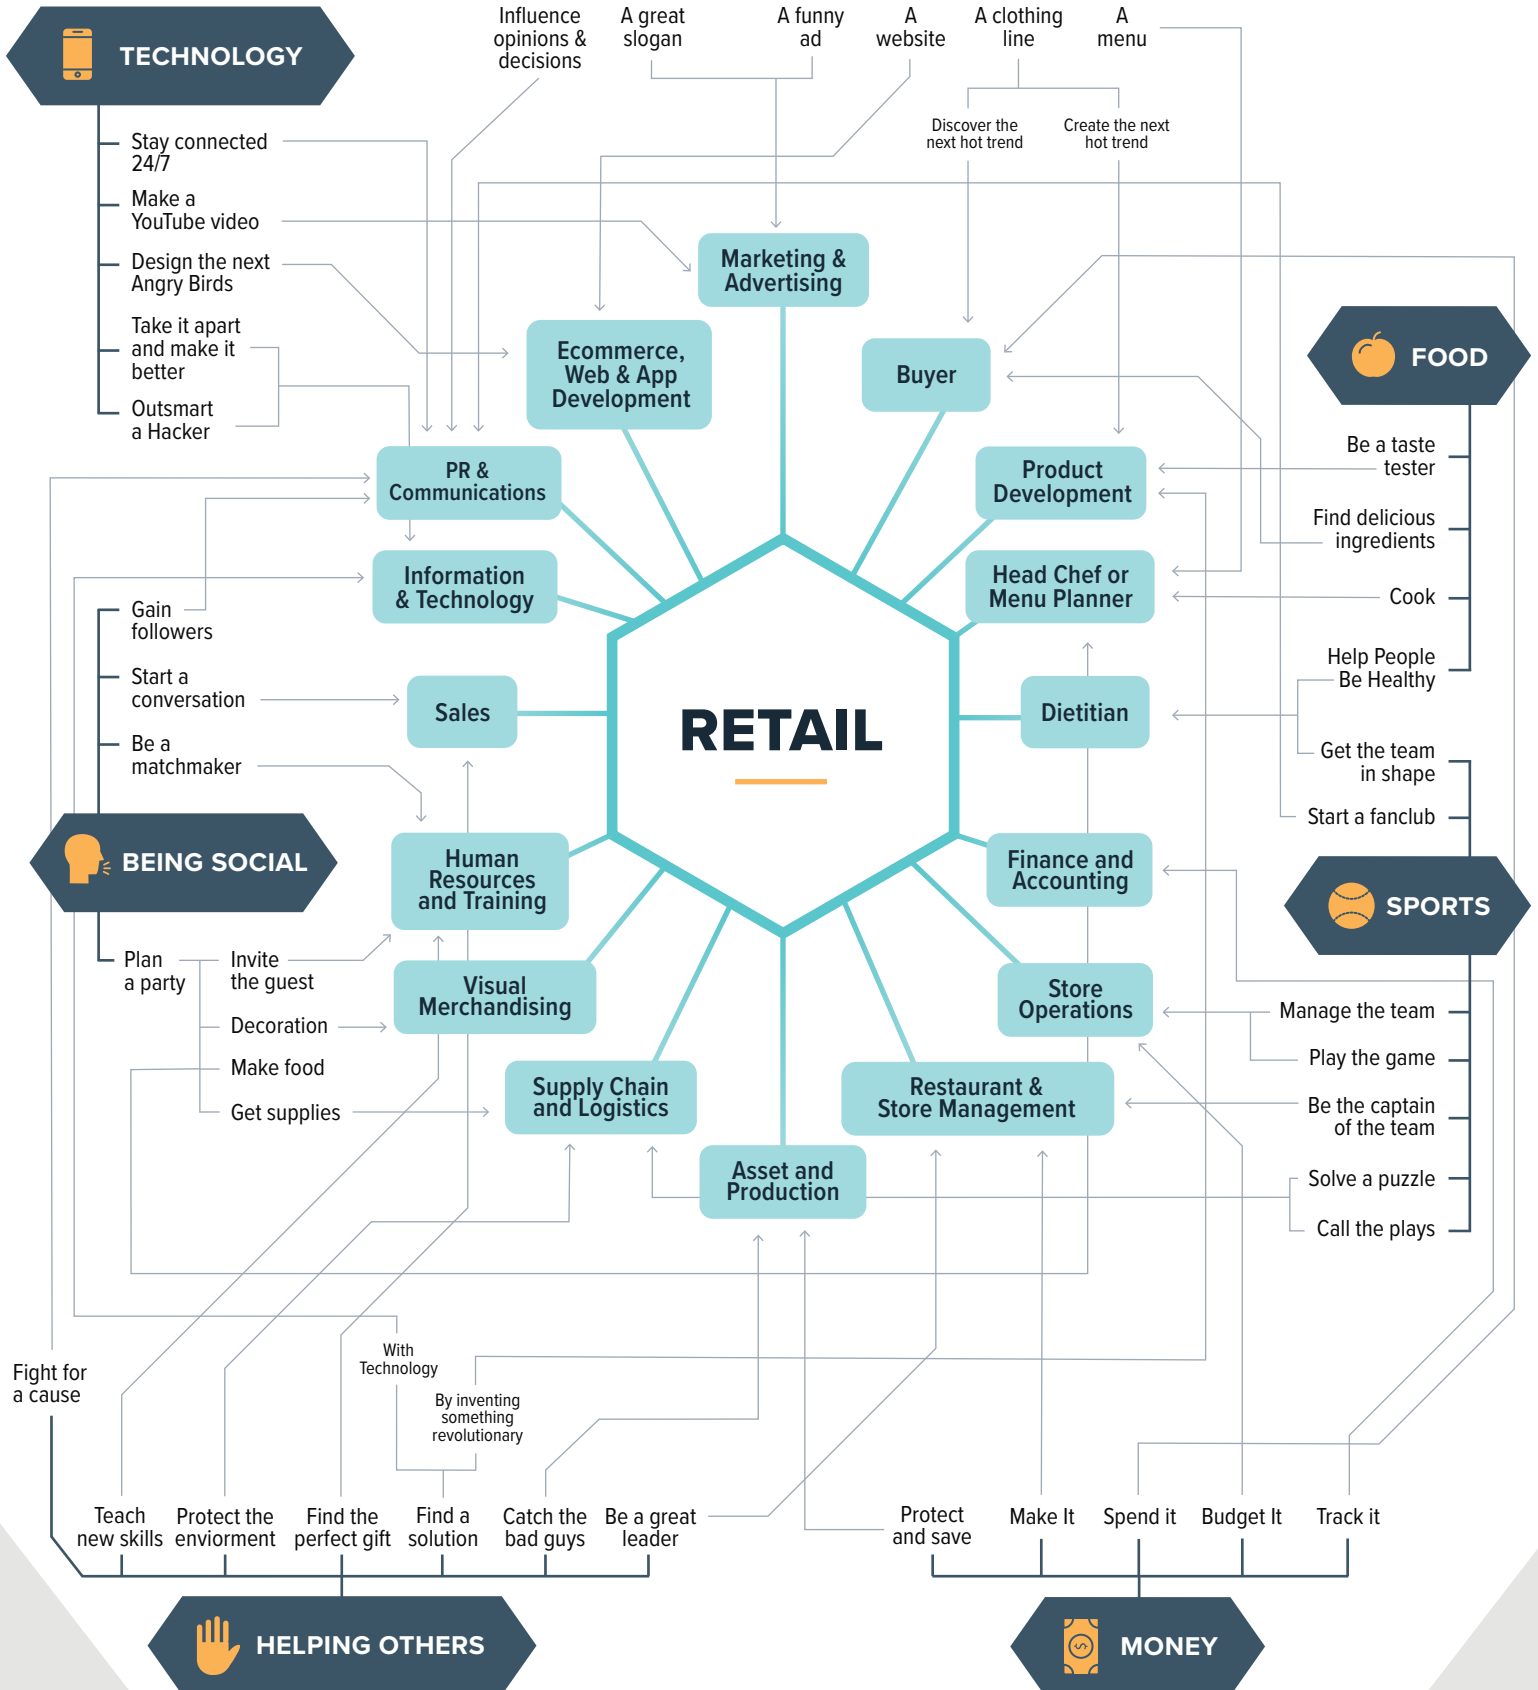 TECHNOLOGY
Influence
opinions &
decisions
A great
slogan
A funny
ad
A
website
A clothing
line
A
menu
Discover the
next hot trend
Create the next
hot trend
Stay connected
24/7
Make a
YouTube video
Design the next
Angry Birds
Take it apart
and make it
better
Outsmart
a Hacker
Marketing &
Advertising
Ecommerce,
Web & App
Development
Buyer
FOOD
PR &
Communications
Product
Development
Be a taste
tester
Find delicious
ingredients
Information
& Technology
Head Chef or
Menu Planner
Cook
Gain
followers
Start a
conversation
Be a
matchmaker
Sales
RETAIL
Dietitian
Help People
Be Healthy
Get the team
in shape
Start a fanclub
BEING SOCIAL
Human
Resources
and Training
Finance and
Accounting
SPORTS
Plan
a party
Invite
the guest
Decoration
Make food
Get supplies
Visual
Merchandising
Store
Operations
Manage the team
Play the game
Be the captain
of the team
Solve a puzzle
Call the plays
Supply Chain
and Logistics
Restaurant &
Store Management
Asset and
Production
Fight for
a cause
With
Technology
By inventing
something
revolutionary
Teach
new skills
Protect the
enviorment
Find the
perfect gift
Find a
solution
Catch the
bad guys
Be a great
leader
Protect
and save
Make It
Spend it
Budget It
Track it
HELPING OTHERS
MONEY